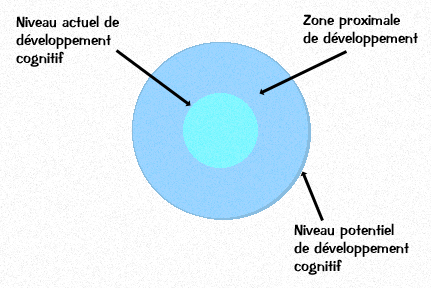 Niveau actuel de
développement
cognitif
Zone proximale
de développement
Niveau potentiel
de développement
cognitif